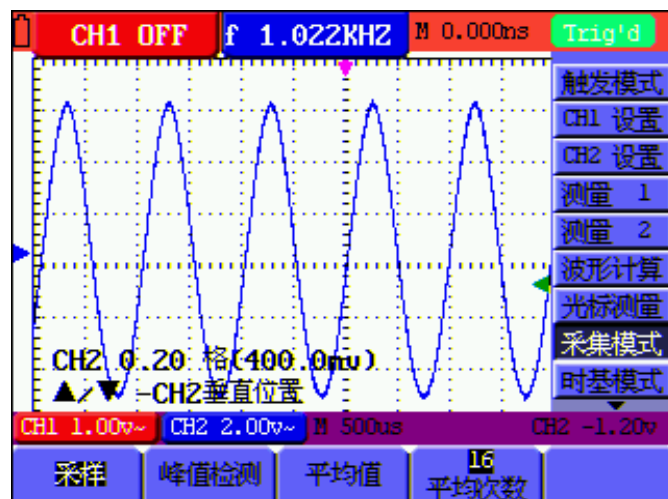 CH1 OFF
f 1.022KHZ
M 0.000ns
Trig'd
触发模式
CH1 设置
CH2 设置
测量 1
测量 2
波形计算
光标测量
采集模式
时基模式
CH2 0.20 格(400.0mv)
▲/▼ -CH2垂直位置
CH1 1.00v~
CH2 2.00v~
M 500us
CH2 -1.20v
采样
峰值检测
平均值
16
平均次数